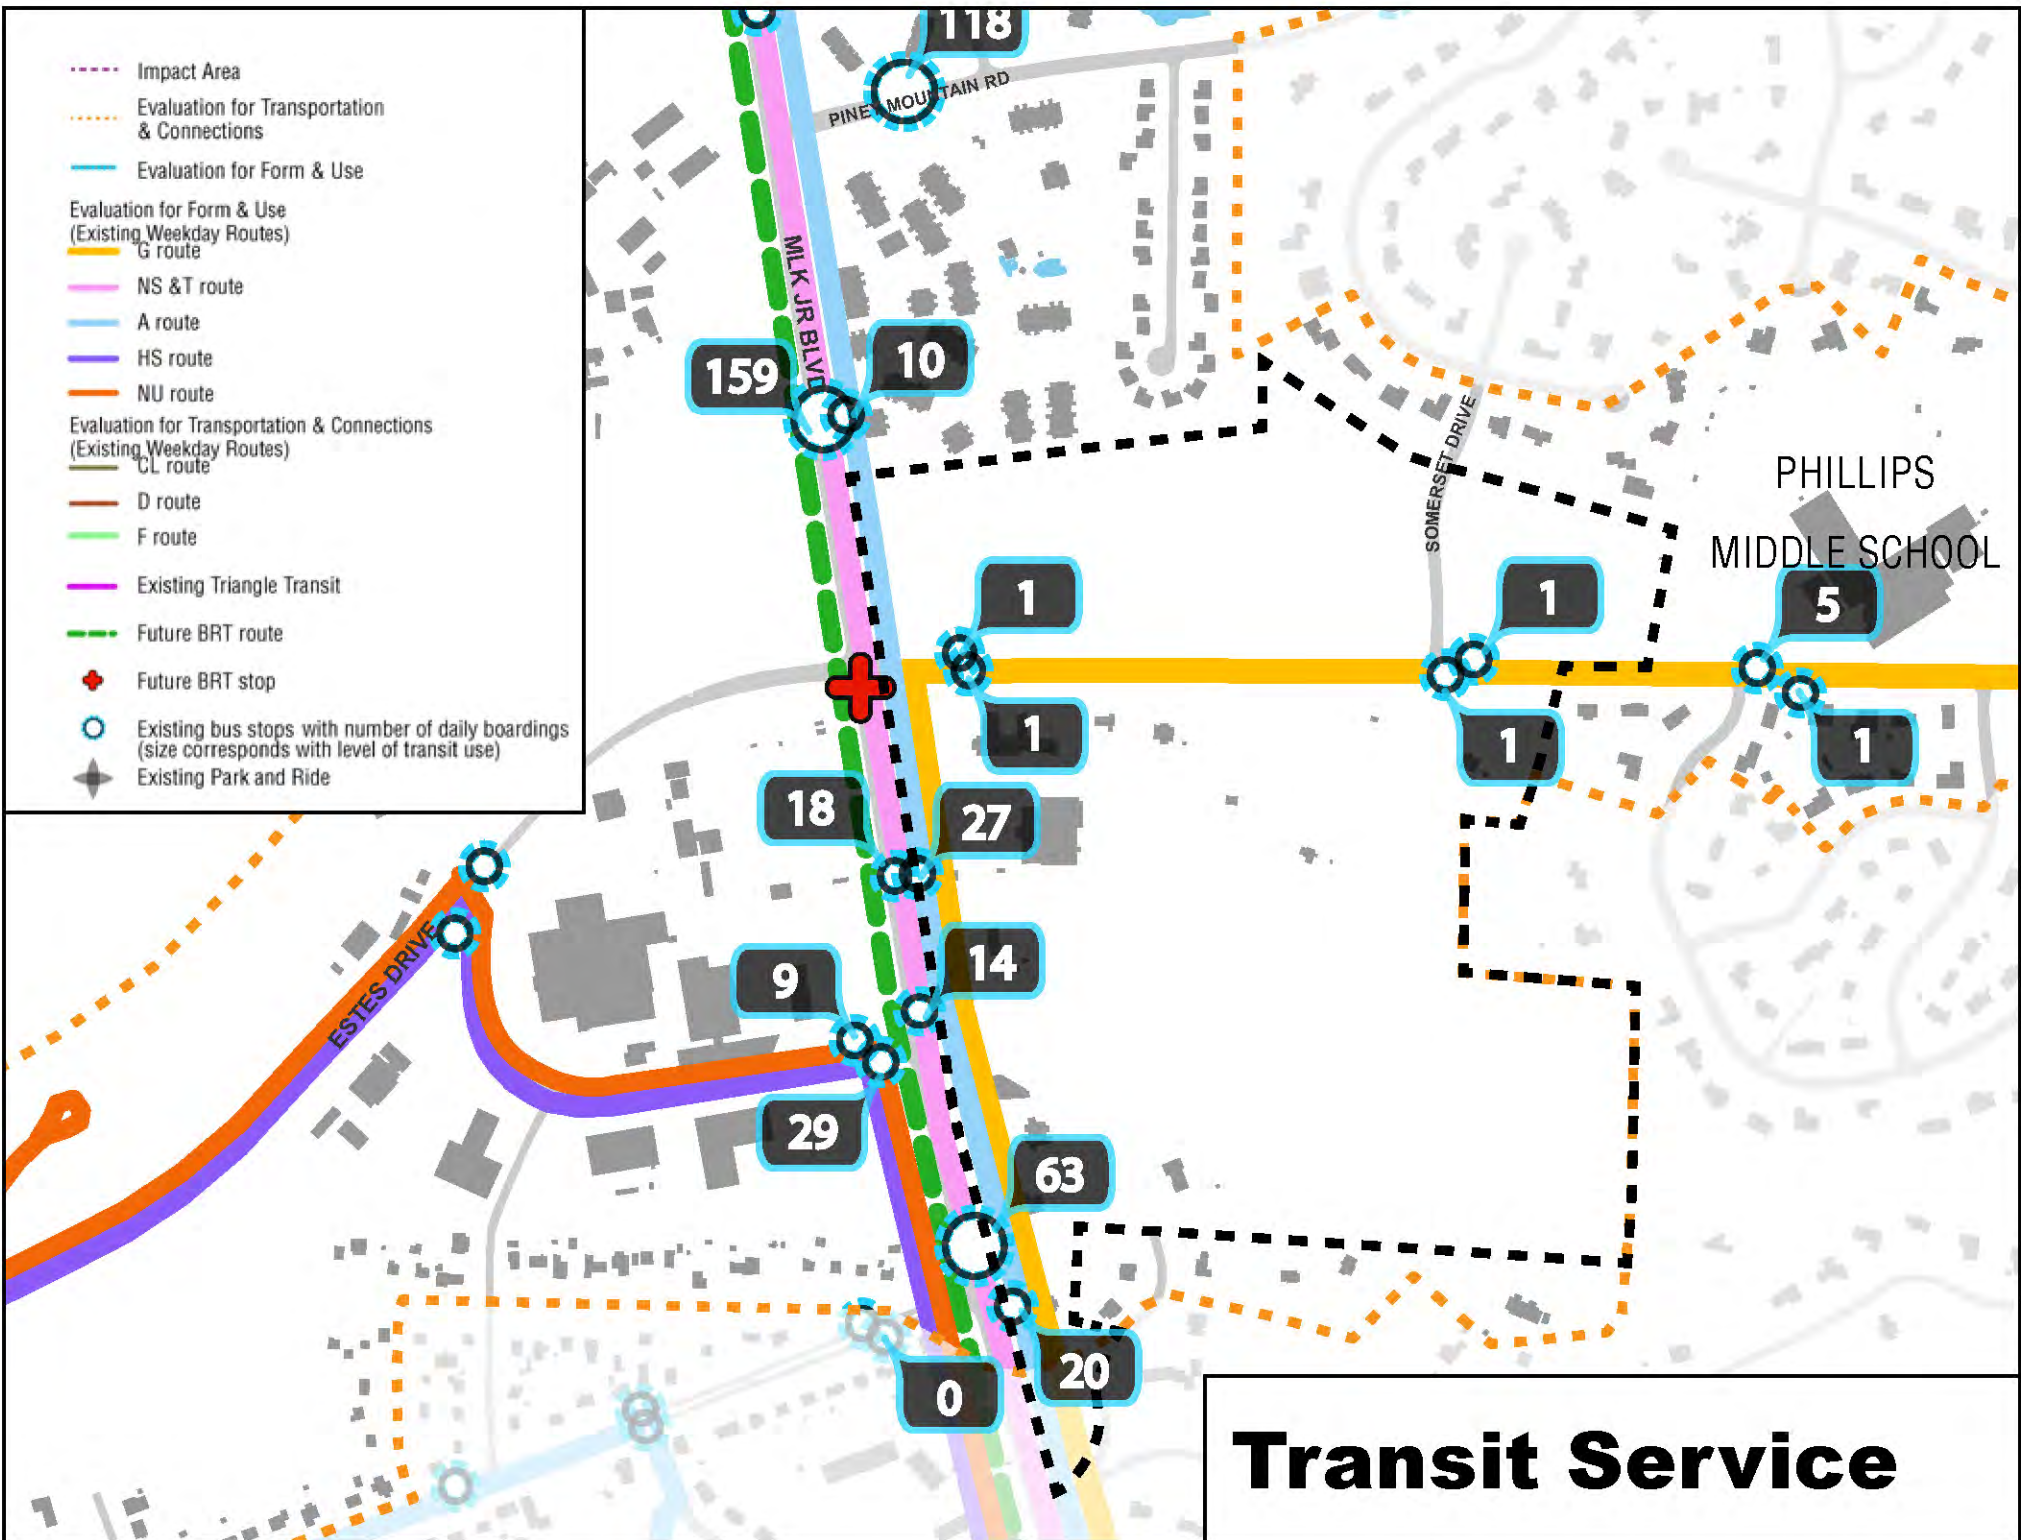 Impact Area
Evaluation for Transportation
& Connections
Evaluation for Form & Use
Evaluation for Form & Use
(Existing Weekday Routes)
G route
NS &T route
A route
HS route
NU route
Evaluation for Transportation & Connections
(Existing Weekday Routes)
CL route
D route
F route
Existing Triangle Transit
Future BRT route
Future BRT stop
Existing bus stops with number of daily boardings
(size corresponds with level of transit use)
Existing Park and Ride
118
PINEY MOUNTAIN RD
MLK JR BLVD
159
10
SOMERSET DRIVE
PHILLIPS
MIDDLE SCHOOL
1
1
5
1
1
1
18
27
ESTES DRIVE
9
14
29
63
0
20
Transit Service